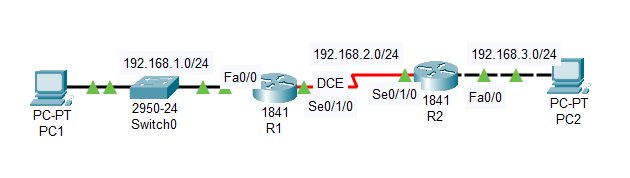 192.168.1.0/24
192.168.2.0/24
192.168.3.0/24
Fa0/0
DCE
Se0/1/0
Se0/1/0
Fa0/0
PC-PT
PC1
2950-24
Switch0
1841
R1
1841
R2
PC-PT
PC2